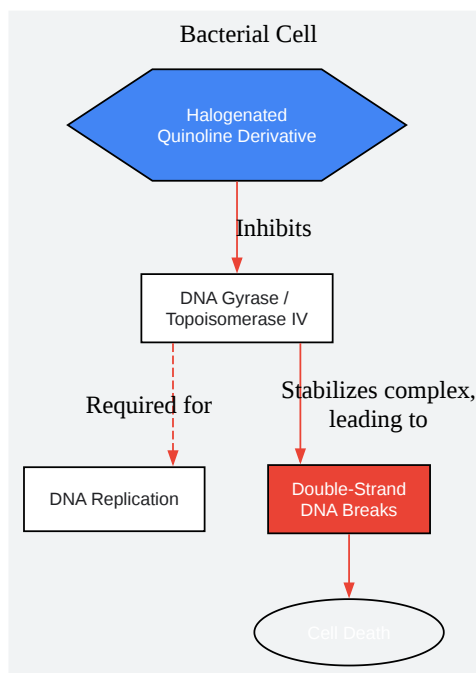 Bacterial Cell
Halogenated
Quinoline Derivative
Inhibits
DNA Gyrase /
Topoisomerase IV
Required for
Stabilizes complex,
leading to
DNA Replication
Double-Strand
DNA Breaks
Cell Death